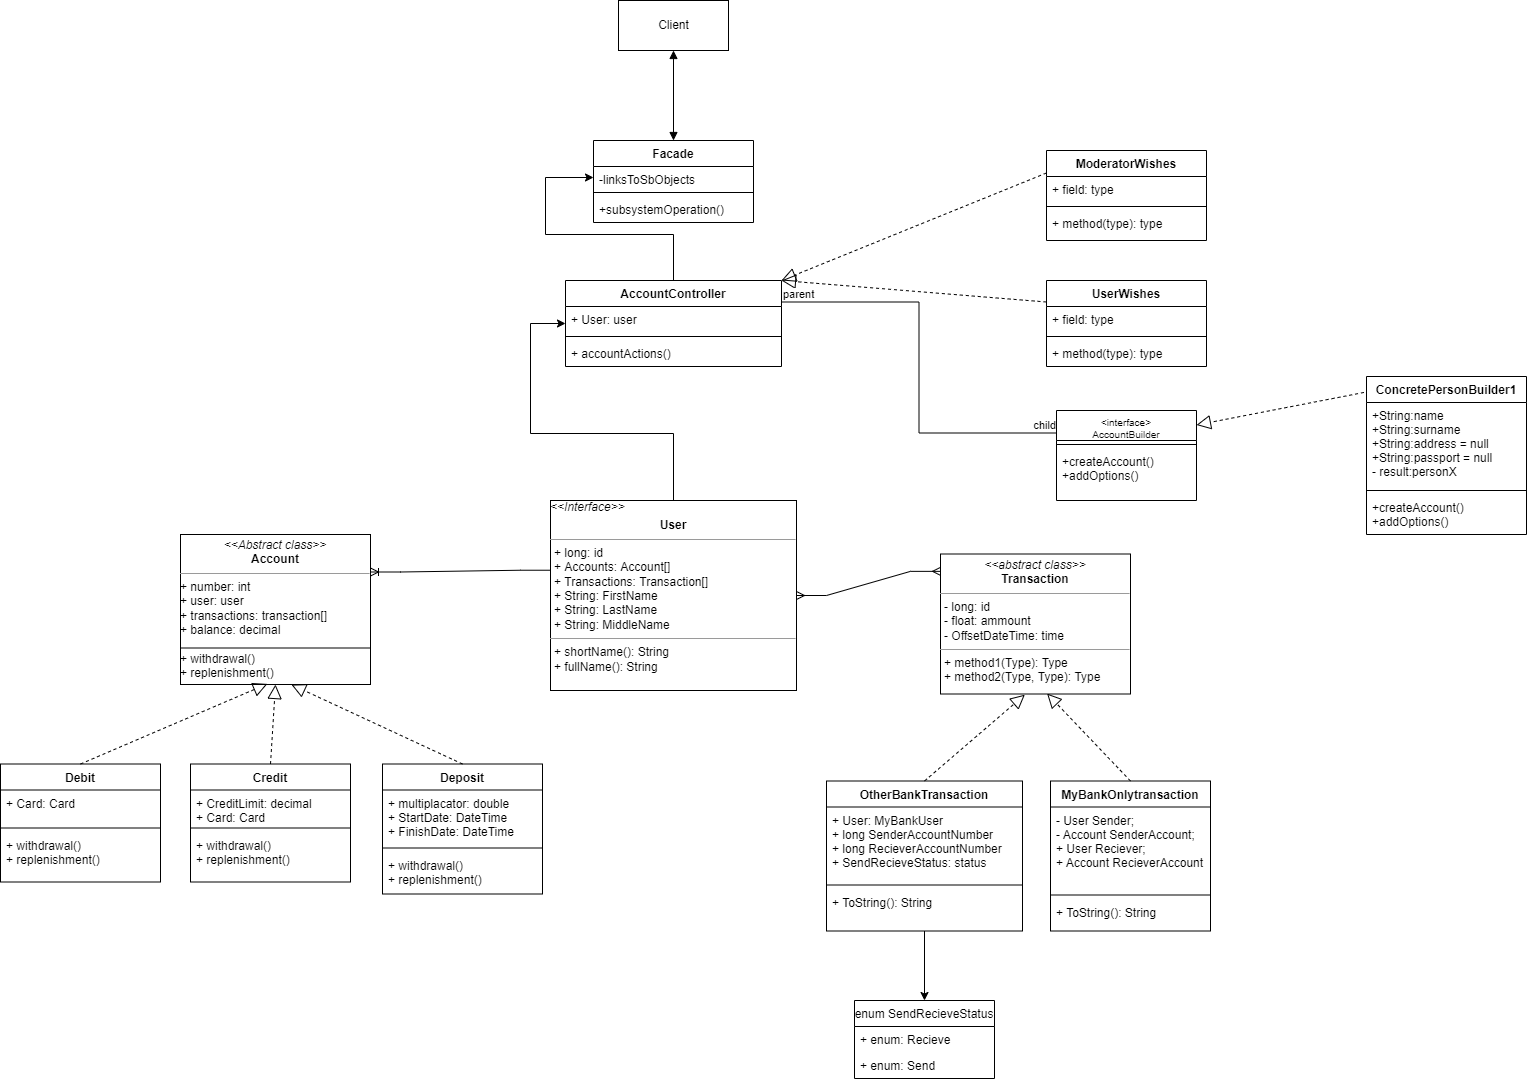 Client
Facade
-linksToSbObjects
+subsystemOperation()
ModeratorWishes
+ field: type
+ method(type): type
AccountController
+ User: user
+ accountActions()
parent
UserWishes
+ field: type
+ method(type): type
child
<interface>
AccountBuilder
+createAccount()
+addOptions()
ConcretePersonBuilder1
+String:name
+String:surname
+String:address = null
+String:passport = null
- result:personX
+createAccount()
+addOptions()
<<Interface>>
User
+ long: id
+ Accounts: Account[]
+ Transactions: Transaction[]
+ String: FirstName
+ String: LastName
+ String: MiddleName
+ shortName(): String
+ fullName(): String
<<Abstract class>>
Account
+ number: int
+ user: user
+ transactions: transaction[]
+ balance: decimal
+ withdrawal()
+ replenishment()
<<abstract class>>
Transaction
- long: id
- float: ammount
- OffsetDateTime: time
+ method1(Type): Type
+ method2(Type, Type): Type
Debit
+ Card: Card
+ withdrawal()
+ replenishment()
Credit
+ CreditLimit: decimal
+ Card: Card
+ withdrawal()
+ replenishment()
Deposit
+ multiplacator: double
+ StartDate: DateTime
+ FinishDate: DateTime
+ withdrawal()
+ replenishment()
OtherBankTransaction
+ User: MyBankUser
+ long SenderAccountNumber
+ long RecieverAccountNumber
+ SendRecieveStatus: status
+ ToString(): String
MyBankOnlytransaction
- User Sender;
- Account SenderAccount;
+ User Reciever;
+ Account RecieverAccount
+ ToString(): String
enum SendRecieveStatus
+ enum: Recieve
+ enum: Send